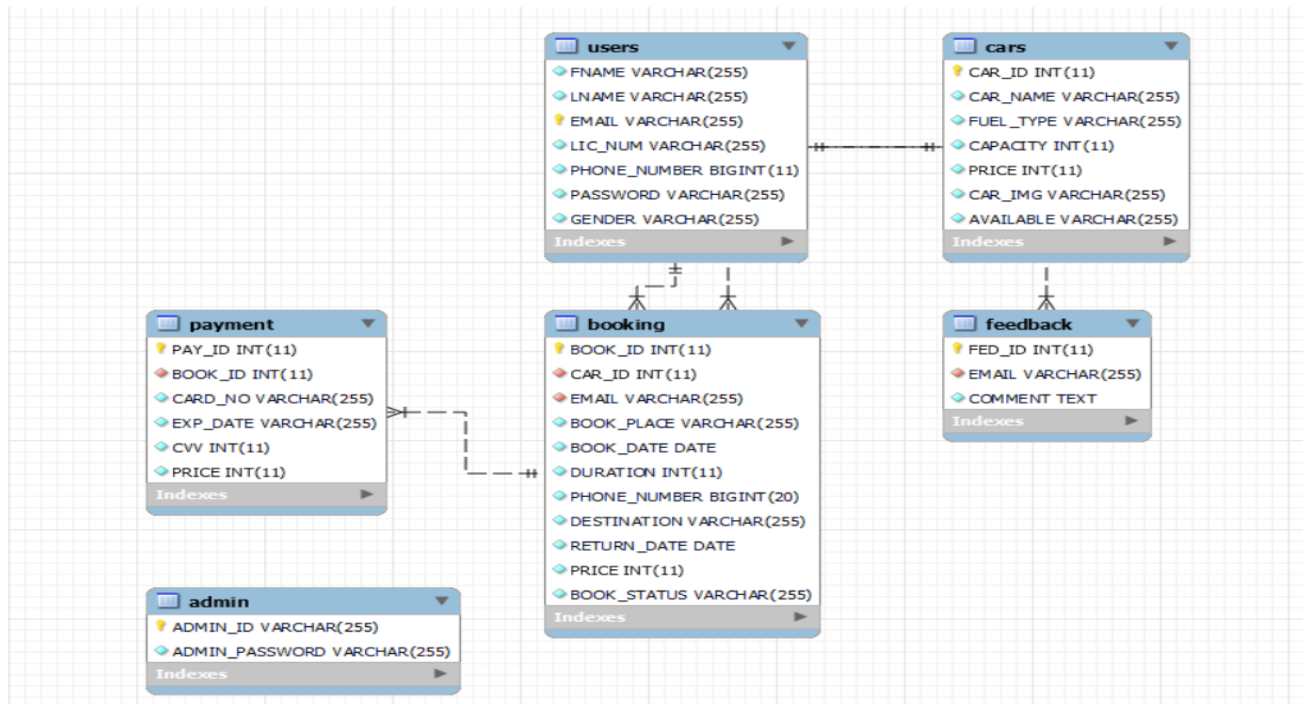 users
FNAME VARCHAR(255)
LNAME VARCHAR(255)
EMAIL VARCHAR(255)
LIC_NUM VARCHAR(255)
PHONE_NUMBER BIGINT(11)
PASSWORD VARCHAR(255)
GENDER VARCHAR(255)
Indexes
cars
CAR_ID INT(11)
CAR_NAME VARCHAR(255)
FUEL_TYPE VARCHAR(255)
CAPACITY INT(11)
PRICE INT(11)
CAR_IMG VARCHAR(255)
AVAILABLE VARCHAR(255)
Indexes
payment
PAY_ID INT(11)
BOOK_ID INT(11)
CARD_NO VARCHAR(255)
EXP_DATE VARCHAR(255)
CVV INT(11)
PRICE INT(11)
Indexes
booking
BOOK_ID INT(11)
CAR_ID INT(11)
EMAIL VARCHAR(255)
BOOK_PLACE VARCHAR(255)
BOOK_DATE DATE
DURATION INT(11)
PHONE_NUMBER BIGINT(20)
DESTINATION VARCHAR(255)
RETURN_DATE DATE
PRICE INT(11)
BOOK_STATUS VARCHAR(255)
Indexes
feedback
FED_ID INT(11)
EMAIL VARCHAR(255)
COMMENT TEXT
Indexes
admin
ADMIN_ID VARCHAR(255)
ADMIN_PASSWORD VARCHAR(255)
Indexes